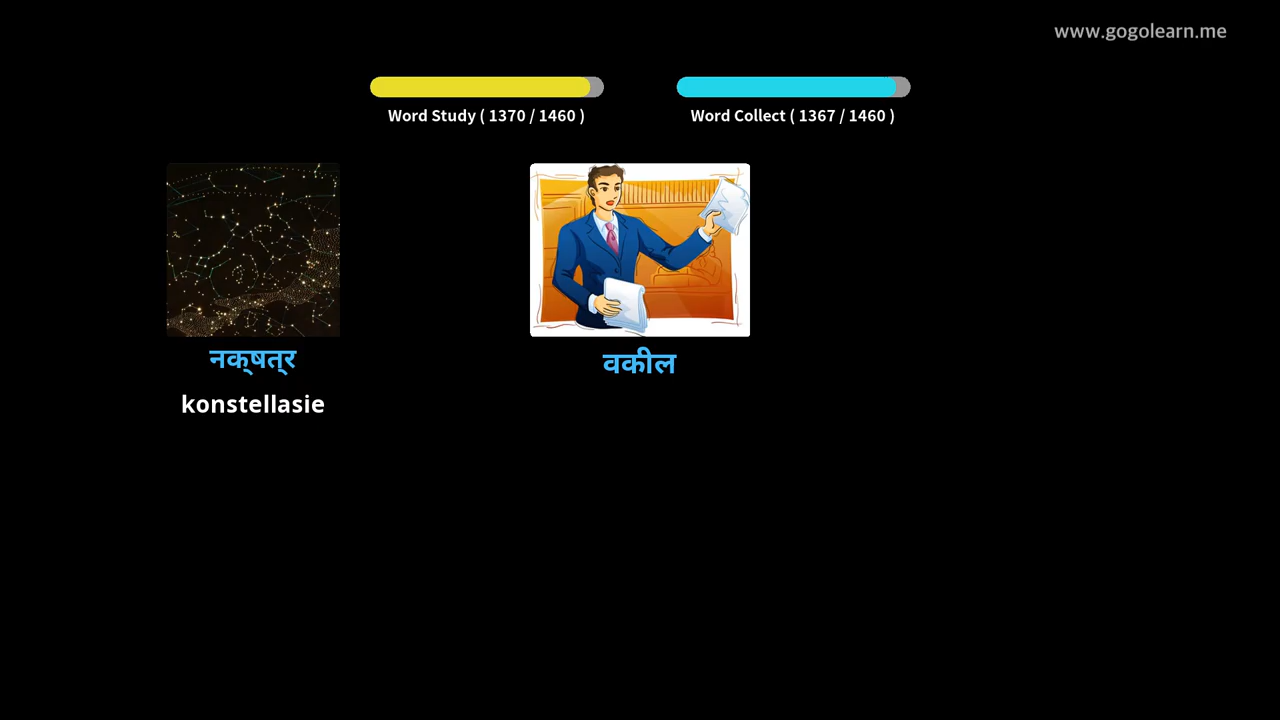 www.gogolearn.me
Word Study ( 1370 / 1460 )
Word Collect ( 1367 / 1460 )
नक्षत्र
वकील
konstellasie